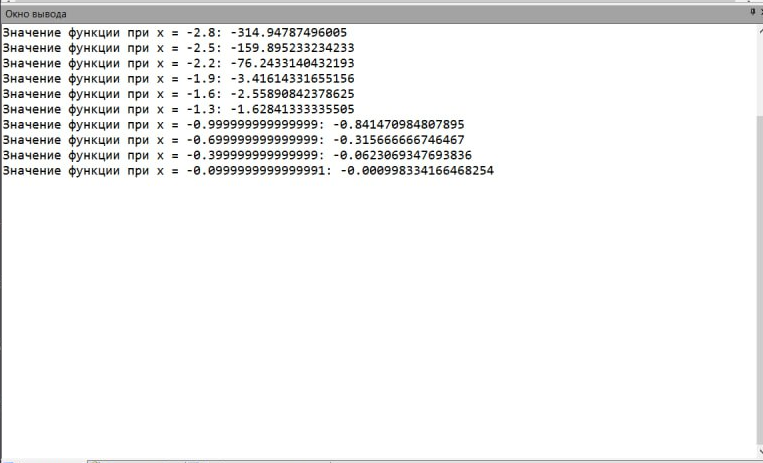 Окно вывода
Значение функции при x = -2.8: -314.94787496005
Значение функции при x = -2.5: -159.895233234233
Значение функции при x = -2.2: -76.2433140432193
Значение функции при x = -1.9: -3.41614331655156
Значение функции при x = -1.6: -2.55890842378625
Значение функции при x = -1.3: -1.62841333335505
Значение функции при x = -0.999999999999999: -0.841470984807895
Значение функции при x = -0.699999999999999: -0.315666666746467
Значение функции при x = -0.399999999999999: -0.0623069347693836
Значение функции при x = -0.0999999999999991: -0.000998334166468254